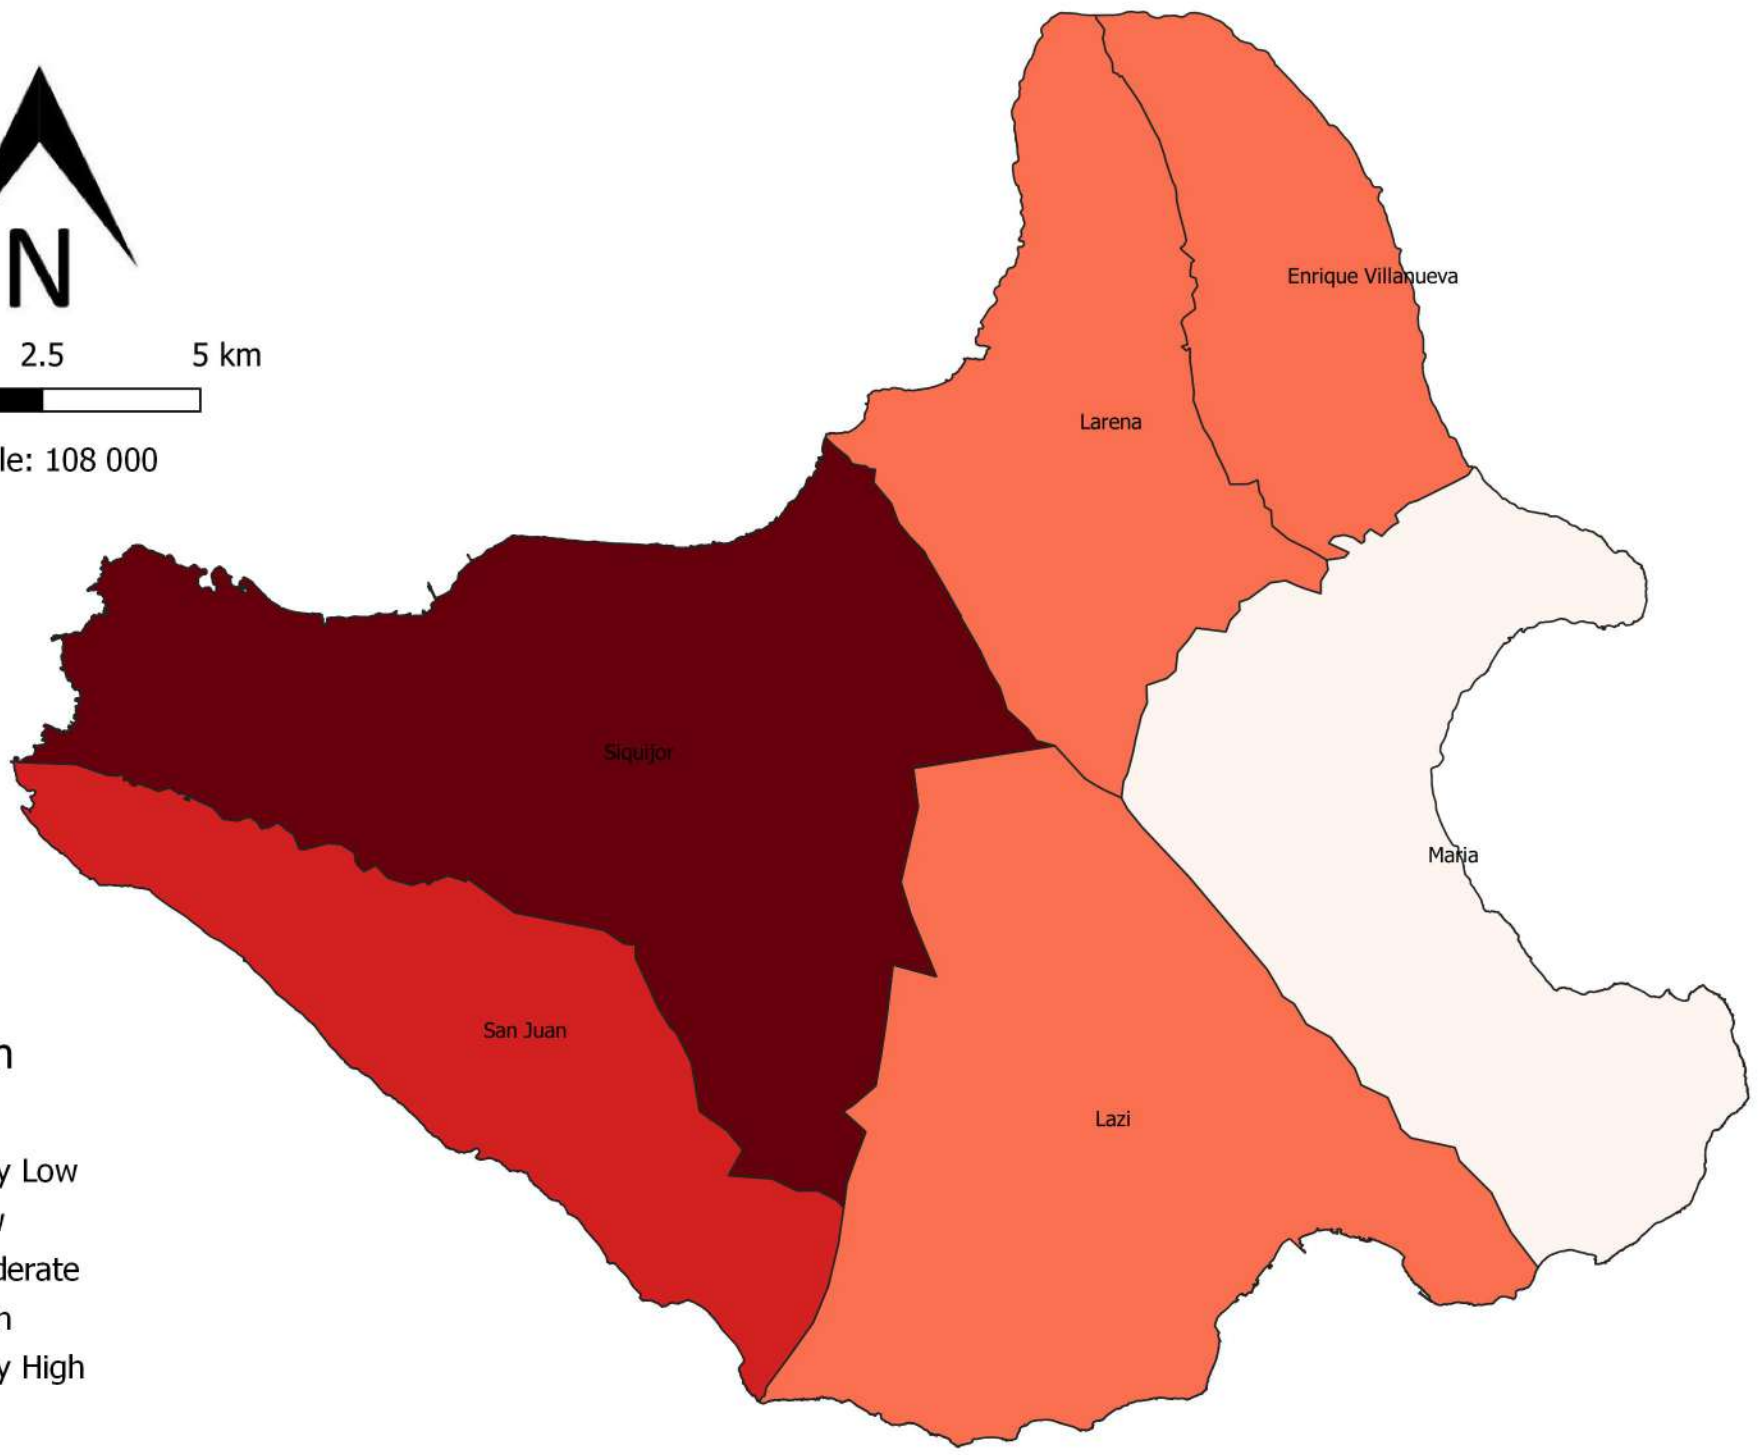 N
2.5 5 km
le: 108 000
Enrique Villanueva
Larena
Siquijor
Maria
San Juan
Lazi
n
y Low
w
derate
h
y High